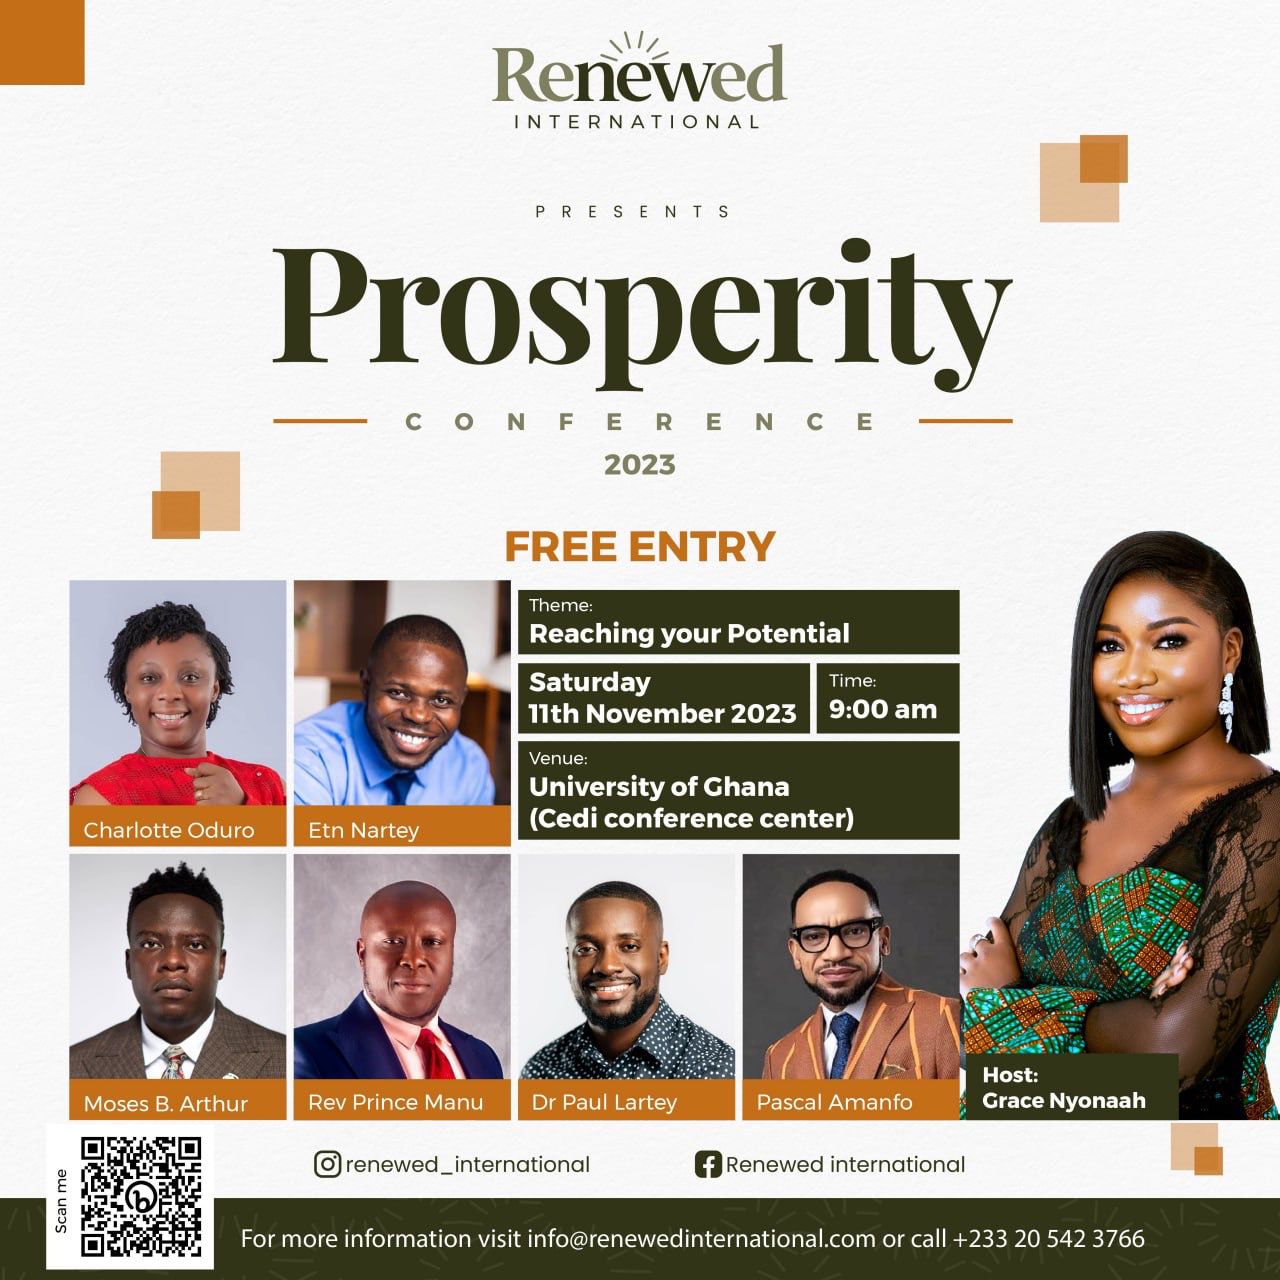 Renewed
INTERNATIONAL
PRESENTS
Prosperity
CONFERENCE
2023
FREE ENTRY
Theme:
Reaching your Potential
Saturday
11th November 2023
Time:
9:00 am
Venue:
University of Ghana
(Cedi conference center)
Charlotte Oduro
Etn Nartey
Moses B. Arthur
Rev Prince Manu
Dr Paul Lartey
Pascal Amanfo
Host:
Grace Nyonaah
Scan me
renewed_international
Renewed international
For more information visit info@renewedinternational.com or call +233 20 542 3766